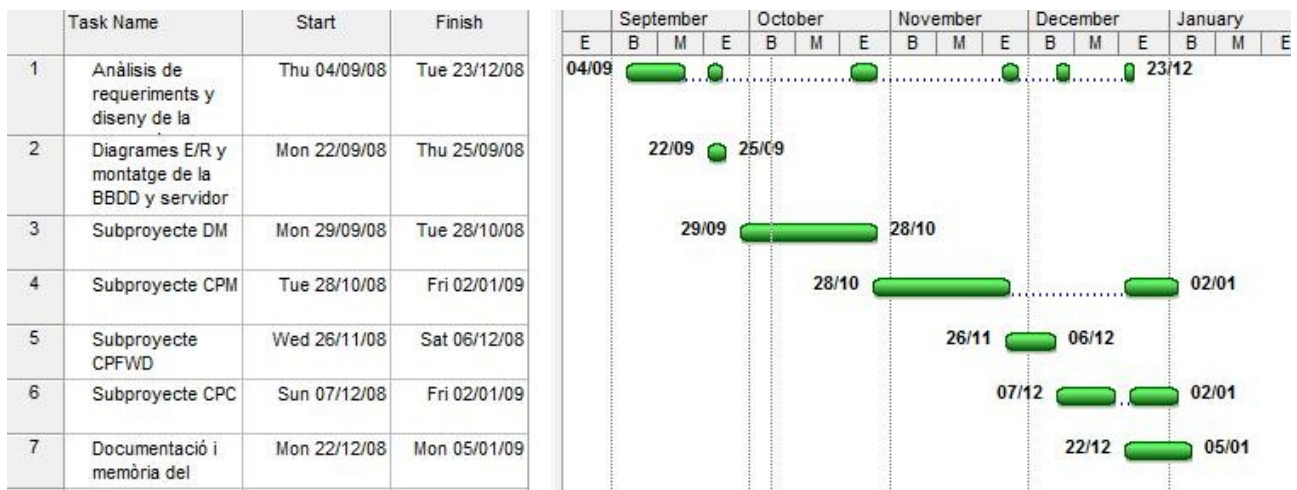 Task Name Start Finish September October November December January
E B M E B M E B M E B M E B M E
1 Anàlisis de Thu 04/09/08 Tue 23/12/08 04/09 23/12
requeriments y
diseny de la
2 Diagrames E/R y Mon 22/09/08 Thu 25/09/08 22/09 25/09
montatge de la
BBDD y servidor
3 Subproyecte DM Mon 29/09/08 Tue 28/10/08 29/09 28/10
4 Subproyecte CPM Tue 28/10/08 Fri 02/01/09 28/10 02/01
5 Subproyecte Wed 26/11/08 Sat 06/12/08 26/11 06/12
CPFWD
6 Subproyecte CPC Sun 07/12/08 Fri 02/01/09 07/12 02/01
7 Documentació i Mon 22/12/08 Mon 05/01/09 22/12 05/01
memòria del